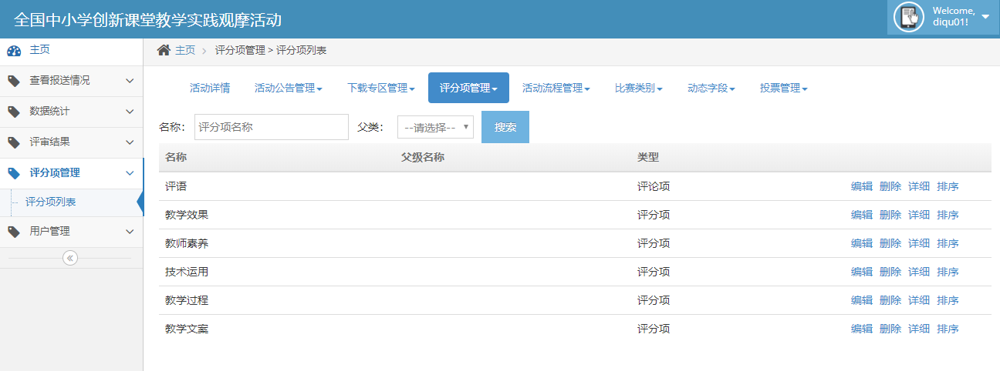 全国中小学创新课堂教学实践观摩活动
Welcome,
diqu01!
主页
查看报送情况
数据统计
评审结果
评分项管理
评分项列表
用户管理
主页 评分项管理 > 评分项列表
活动详情 活动公告管理 下载专区管理 评分项管理 活动流程管理 比赛类别 动态字段 投票管理
名称: 评分项名称 父类: --请选择-- 搜索
名称 父级名称 类型
评语 评论项 编辑 删除 详细 排序
教学效果 评分项 编辑 删除 详细 排序
教师素养 评分项 编辑 删除 详细 排序
技术运用 评分项 编辑 删除 详细 排序
教学过程 评分项 编辑 删除 详细 排序
教学文案 评分项 编辑 删除 详细 排序